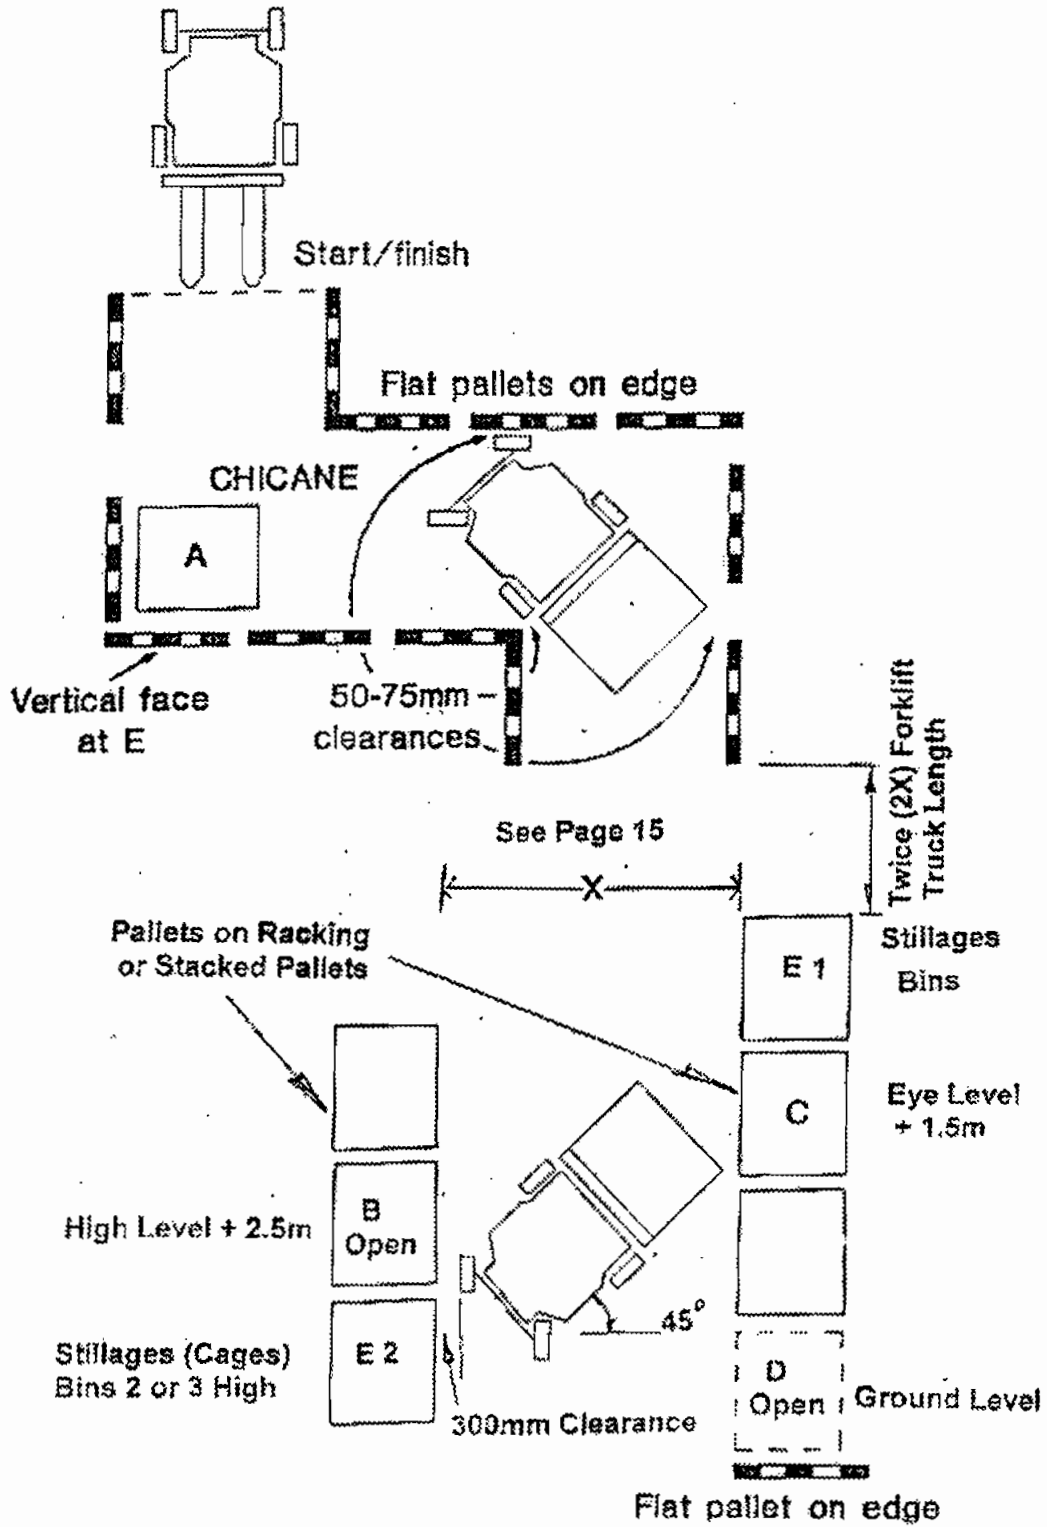 Start/finish
Flat pallets on edge
CHICANE
A
Vertical face
at E
50-75mm
clearances
Twice (2X) Forklift
Truck Length
See Page 15
X
Pallets on Racking
or Stacked Pallets
E 1
Stillages
Bins
C
Eye Level
+ 1.5m
High Level + 2.5m
B
Open
45°
Stillages (Cages)
Bins 2 or 3 High
E 2
300mm Clearance
D
Open
Ground Level
Flat pallet on edge